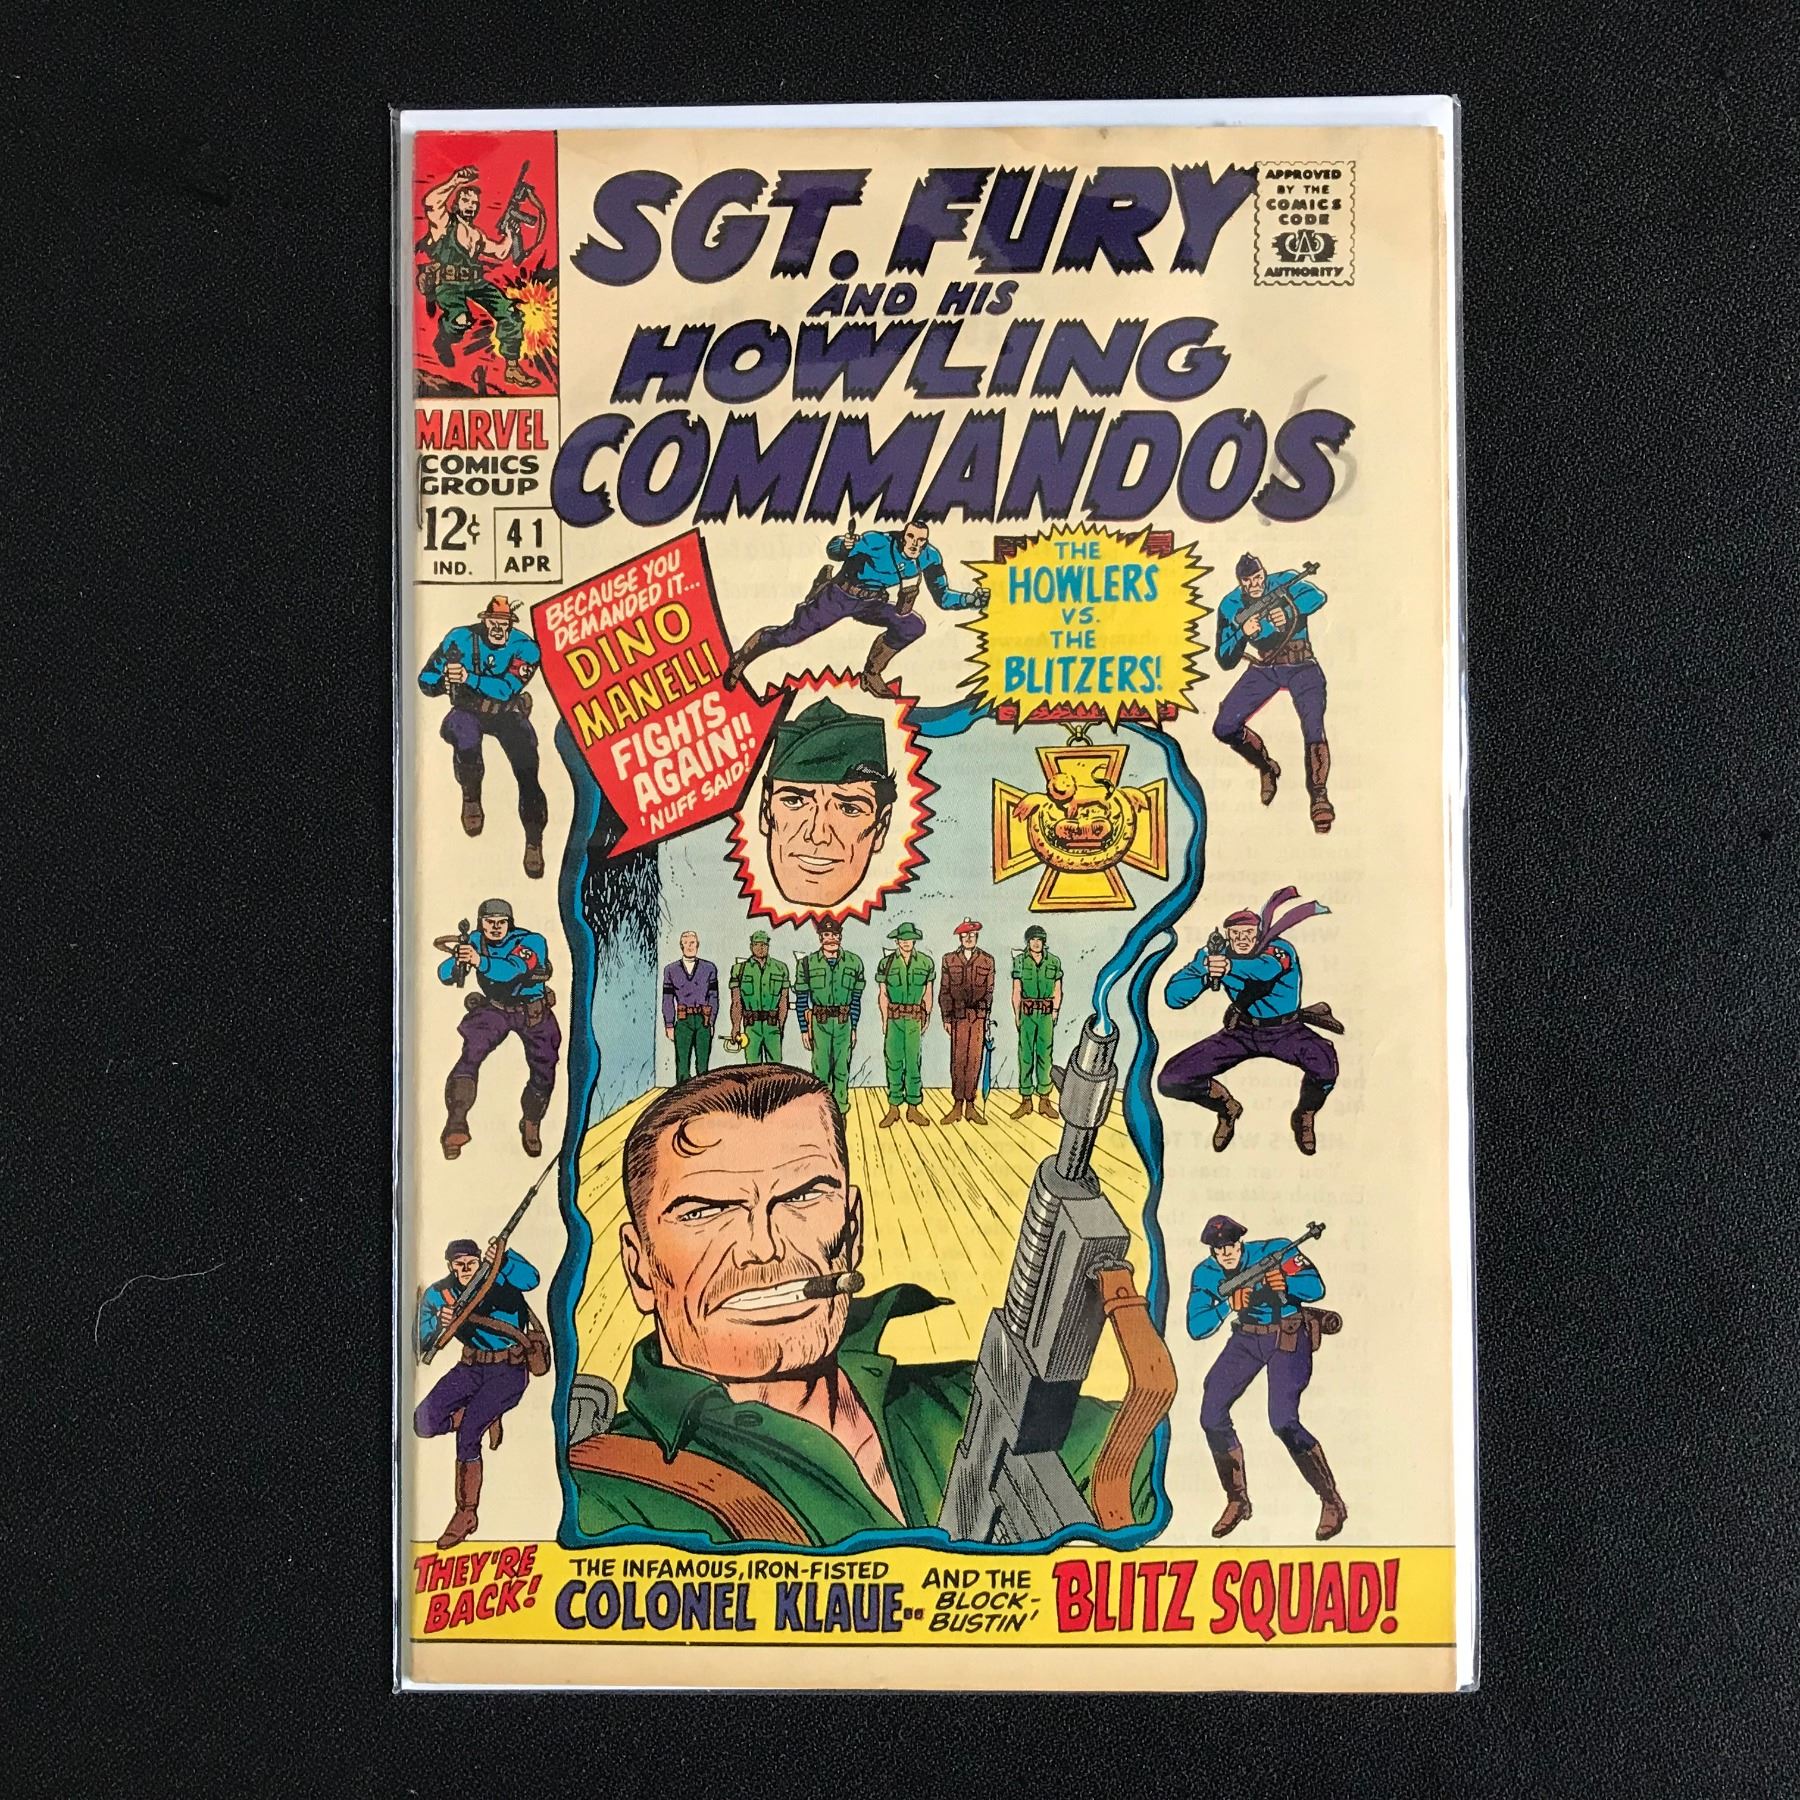 SGT. FURY
AND HIS
HOWLING
COMMANDOS
APPROVED
BY THE
COMICS
CODE
CA
AUTHORITY
MARVEL
COMICS
GROUP
12¢
IND.
41
APR
BECAUSE YOU
DEMANDED IT...
DINO
MANELLI
FIGHTS
AGAIN!!
'NUFF SAID!
THE
HOWLERS
VS.
THE
BLITZERS!
THEY'RE
BACK!
THE INFAMOUS, IRON-FISTED
COLONEL KLAUE--
AND THE
BLOCK-
BUSTIN'
BLITZ SQUAD!